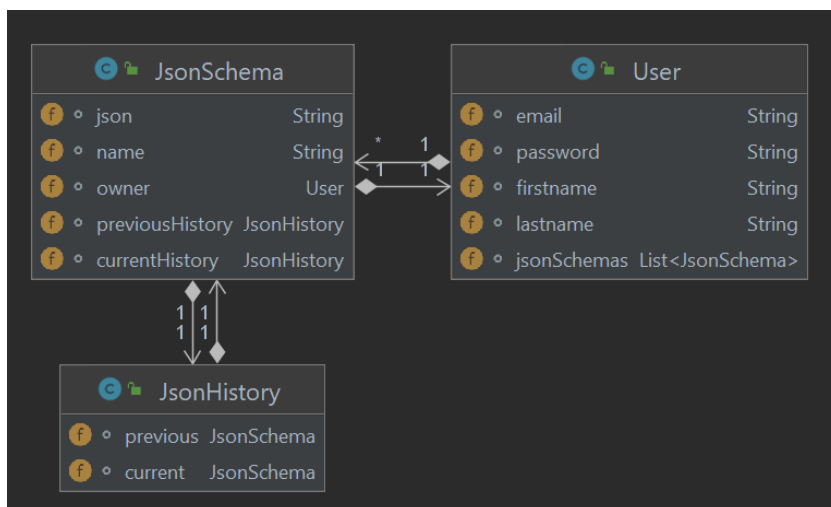 JsonSchema
json String
name String
owner User
previousHistory JsonHistory
currentHistory JsonHistory
* 1
1 1
User
email String
password String
firstname String
lastname String
jsonSchemas List<JsonSchema>
1 1
1 1
JsonHistory
previous JsonSchema
current JsonSchema